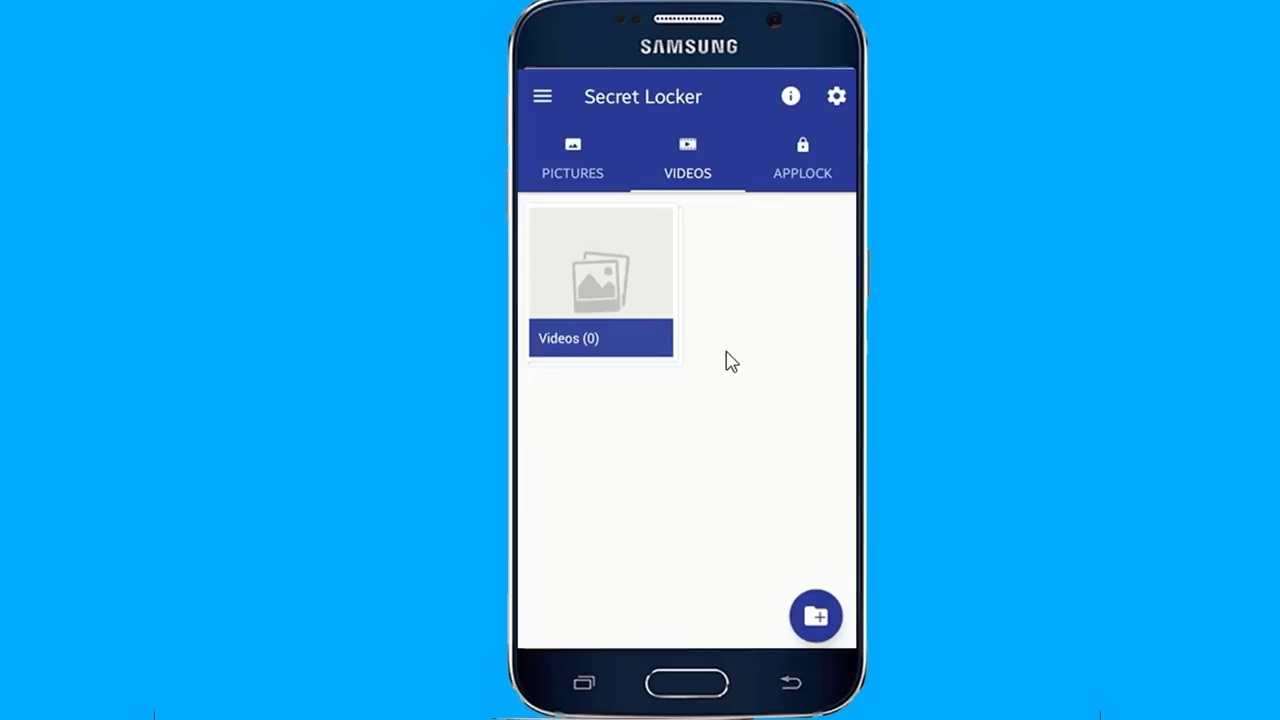 SAMSUNG
Secret Locker
PICTURES
VIDEOS
APPLOCK
Videos (0)